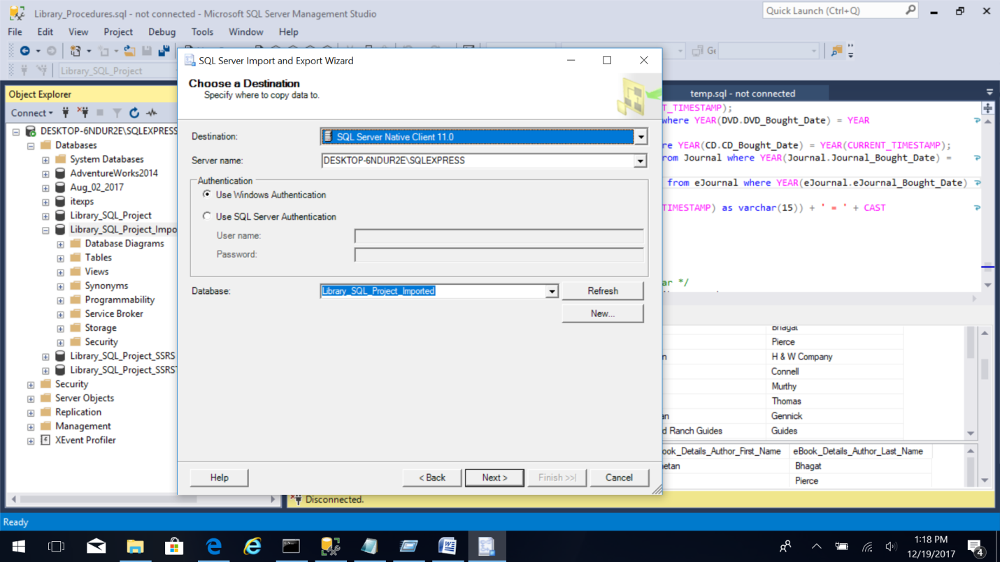 Library_Procedures.sql - not connected - Microsoft SQL Server Management Studio
Quick Launch (Ctrl+Q)
File Edit View Project Debug Tools Window Help
Library_SQL_Project
Object Explorer
Connect
DESKTOP-6NDUR2E\SQLEXPRESS
Databases
System Databases
AdventureWorks2014
Aug_02_2017
itexps
Library_SQL_Project
Library_SQL_Project_Impo
Database Diagrams
Tables
Views
Synonyms
Programmability
Service Broker
Storage
Security
Library_SQL_Project_SSRS
Library_SQL_Project_SSRS
Security
Server Objects
Replication
Management
XEvent Profiler
SQL Server Import and Export Wizard
Choose a Destination
Specify where to copy data to.
Destination: SQL Server Native Client 11.0
Server name: DESKTOP-6NDUR2E\SQLEXPRESS
Authentication
Use Windows Authentication
Use SQL Server Authentication
User name:
Password:
Database: Library_SQL_Project_Imported Refresh
New...
Help < Back Next > Finish >>| Cancel
temp.sql - not connected
T_TIMESTAMP);
where YEAR(DVD.DVD_Bought_Date) = YEAR
re YEAR(CD.CD_Bought_Date) = YEAR(CURRENT_TIMESTAMP);
rom Journal where YEAR(Journal.Journal_Bought_Date) =
from eJournal where YEAR(eJournal.eJournal_Bought_Date)
TIMESTAMP) as varchar(15)) + ' = ' + CAST
ar */
Bhagat
Pierce
n H & W Company
Connell
Murthy
Thomas
an Gennick
d Ranch Guides Guides
ook_Details_Author_First_Name eBook_Details_Author_Last_Name
etan Bhagat
Pierce
Disconnected.
Ready
1:18 PM
12/19/2017
4